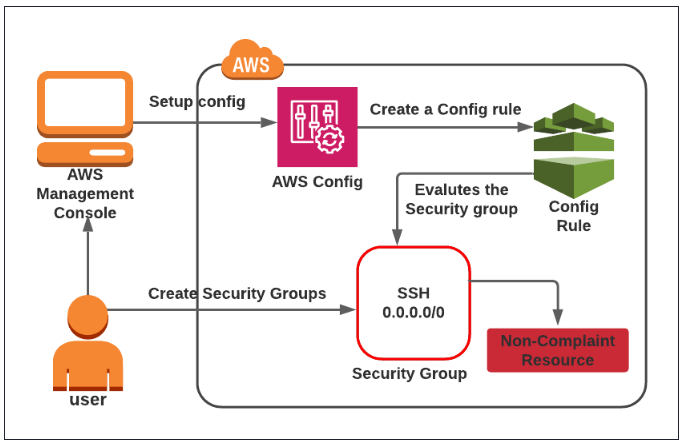 AWS
Setup config
Create a Config rule
AWS
Management
Console
AWS Config
Evalutes the
Security group
Config
Rule
Create Security Groups
SSH
0.0.0.0/0
Non-Complaint
Resource
Security Group
user